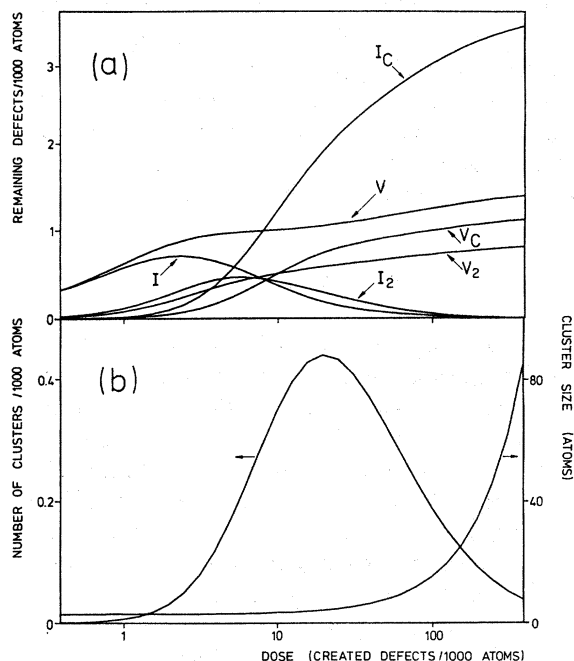 REMAINING DEFECTS/1000 ATOMS
3
2
1
0
(a)
I_C
V
V_C
V_2
I
I_2
NUMBER OF CLUSTERS /1000 ATOMS
0.4
0.2
0
(b)
CLUSTER SIZE (ATOMS)
80
40
0
1
10
100
DOSE (CREATED DEFECTS/1000 ATOMS)